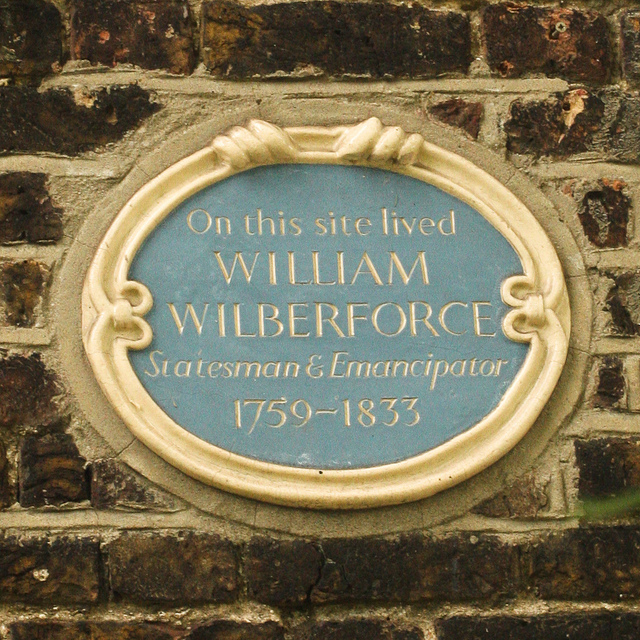 On this site lived
WILLIAM
WILBERFORCE
Statesman & Emancipator
1759-1833